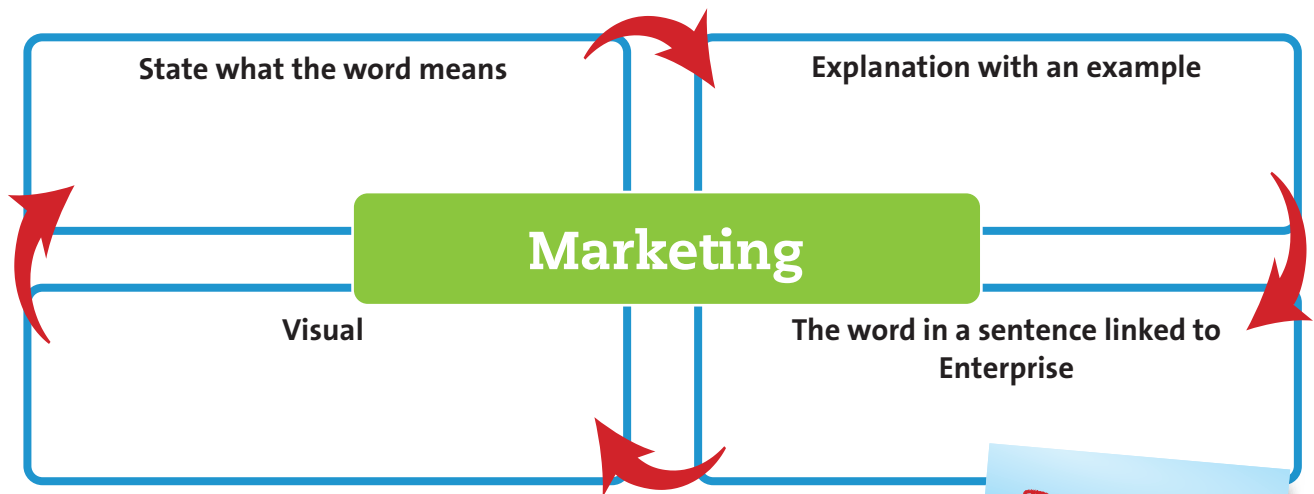 State what the word means
Explanation with an example
Marketing
Visual
The word in a sentence linked to
Enterprise